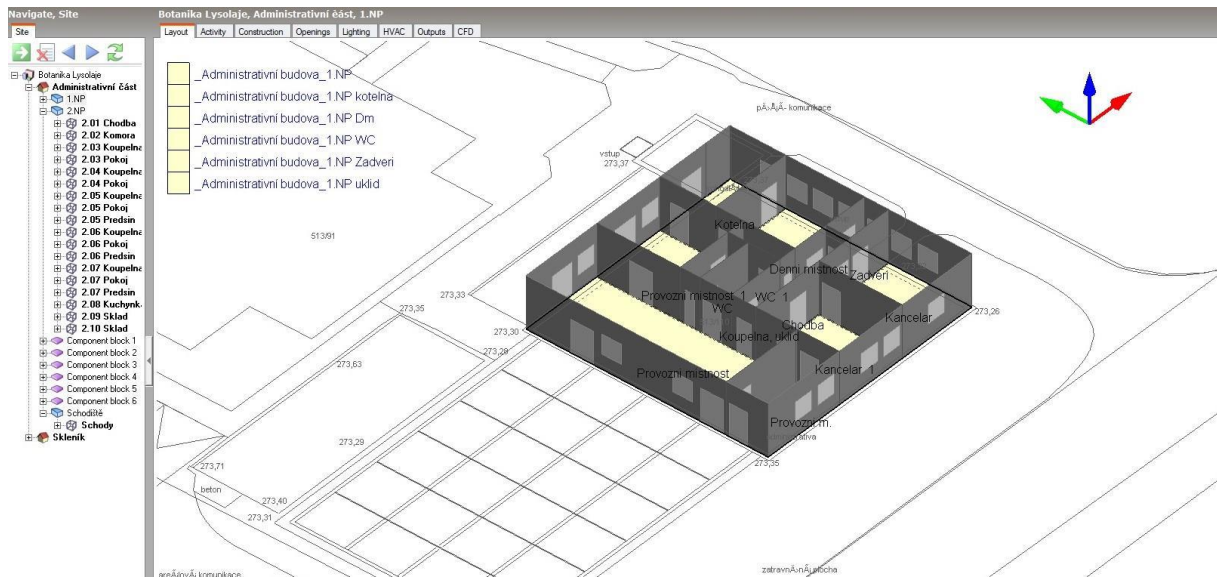 Navigate, Site
Site
Botanika Lysolaje
Administrativní část
1.NP
2.NP
2.01 Chodba
2.02 Komora
2.03 Koupelna
2.03 Pokoj
2.04 Koupelna
2.04 Pokoj
2.05 Koupelna
2.05 Pokoj
2.05 Predsin
2.06 Koupelna
2.06 Pokoj
2.06 Predsin
2.07 Koupelna
2.07 Pokoj
2.07 Predsin
2.08 Kuchynk
2.09 Sklad
2.10 Sklad
Component block 1
Component block 2
Component block 3
Component block 4
Component block 5
Component block 6
Schodiště
Schody
Skleník
Botanika Lysolaje, Administrativní část, 1.NP
Layout Activity Construction Openings Lighting HVAC Outputs CFD
_Administrativní budova_1.NP
_Administrativní budova_1.NP kotelna
_Administrativní budova_1.NP Dm
_Administrativní budova_1.NP WC
_Administrativní budova_1.NP Zadveri
_Administrativní budova_1.NP uklid
komunikace
vstup
273,37
513/91
Kotelna
Denni mistnost
Zadveri
273,33
Provozni mistnost 1
WC 1
WC
273,35
273,26
Kancelar
Chodba
273,30
Koupelna, uklid
273,29
273,63
Provozni mistnost
Kancelar 1
Provozni m.
273,29
273,35
273,71
beton
273,40
273,31
komunikace